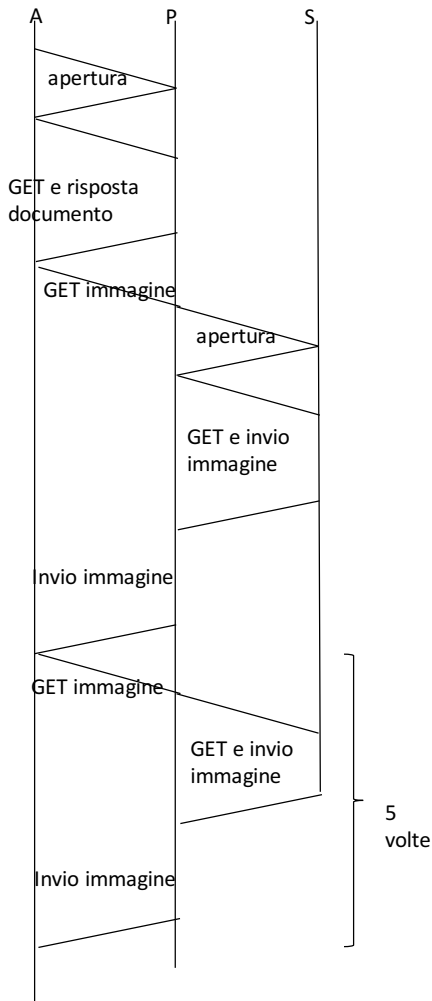 A P S
apertura
GET e risposta
documento
GET immagine
apertura
GET e invio
immagine
Invio immagine
GET immagine
GET e invio
immagine
5
volte
Invio immagine